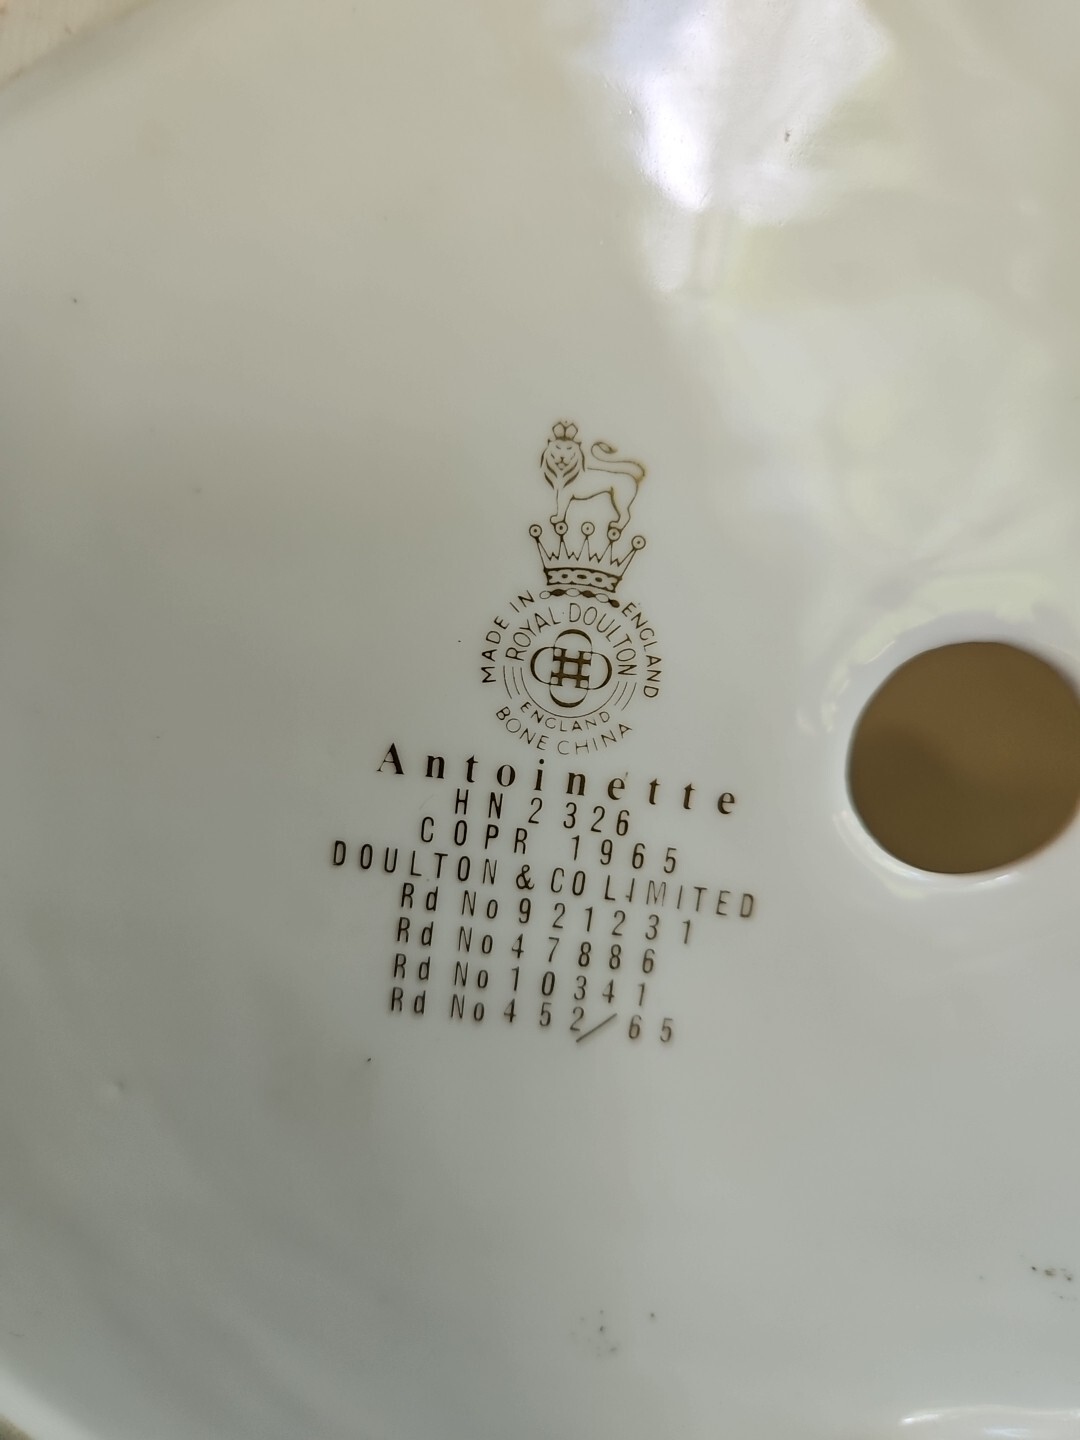 MADE IN ENGLAND
ROYAL·DOULTON
ENGLAND
BONE CHINA
Antoinette
HN 2326
COPR 1965
DOULTON & CO LIMITED
Rd No 921231
Rd No 47886
Rd No 10341
Rd No 452/65